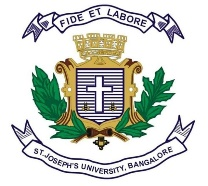 FIDE ET LABORE
ST.JOSEPH'S UNIVERSITY, BANGALORE